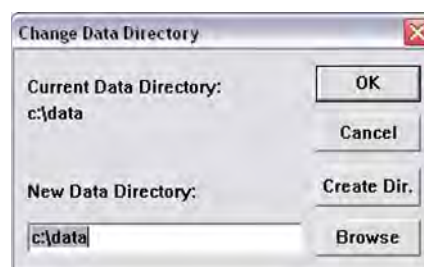 Change Data Directory
Current Data Directory:
c:\data
OK
Cancel
New Data Directory:
Create Dir.
c:\data
Browse